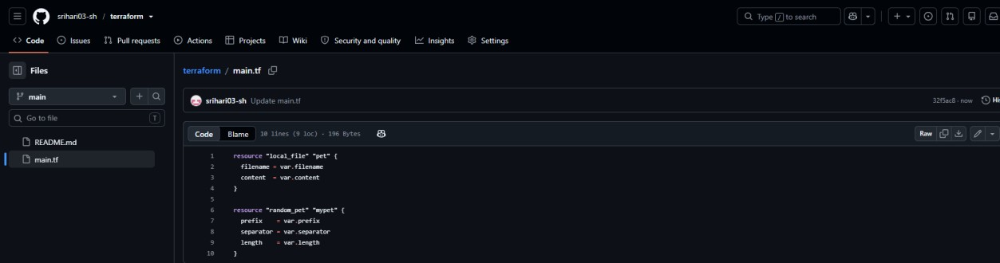 srihari03-sh / terraform
Type / to search
Code Issues Pull requests Actions Projects Wiki Security and quality Insights Settings
Files
main
Go to file T
README.md
main.tf
terraform / main.tf
srihari03-sh Update main.tf 32f5ac8 · now
Code Blame 10 lines (9 loc) · 196 Bytes Raw
1 resource "local_file" "pet" {
2   filename = var.filename
3   content  = var.content
4 }
5
6 resource "random_pet" "mypet" {
7   prefix    = var.prefix
8   separator = var.separator
9   length    = var.length
10 }